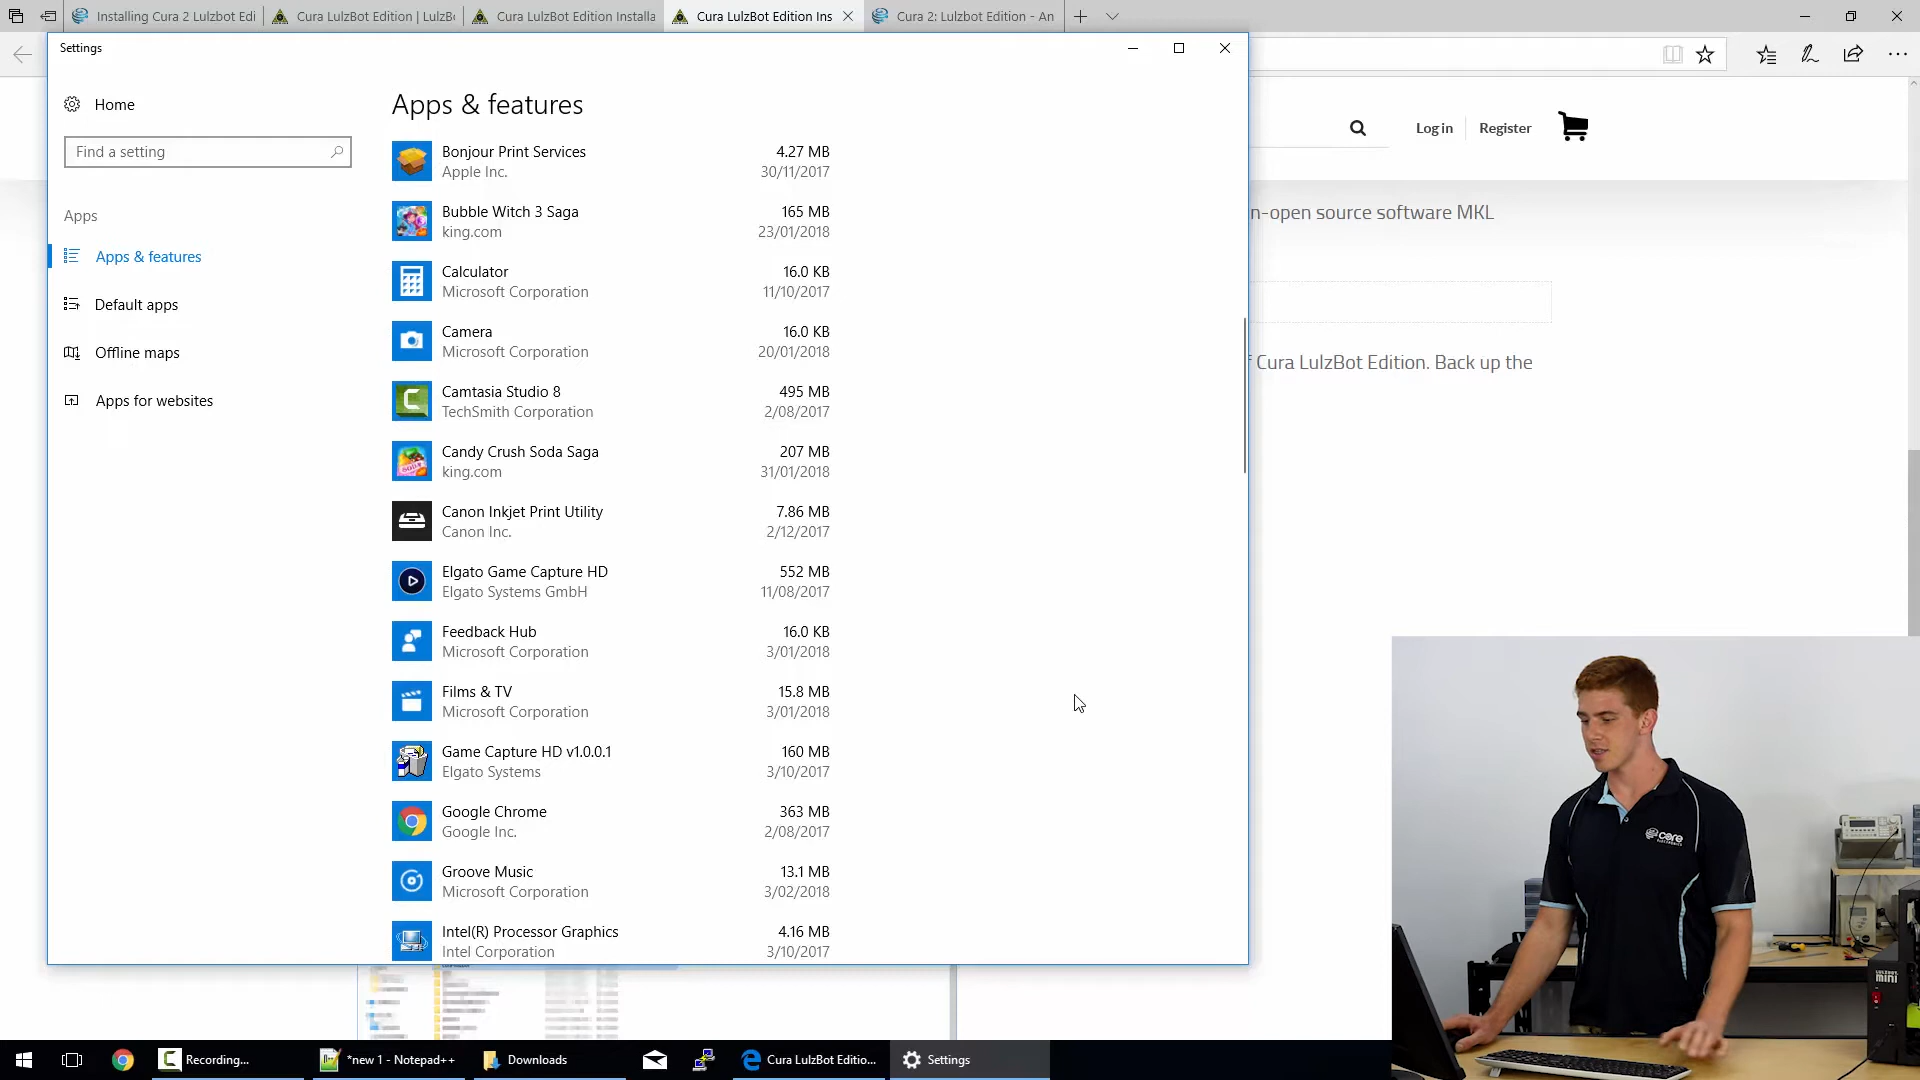 Installing Cura 2 Lulzbot Edi
Cura LulzBot Edition | LulzB
Cura LulzBot Edition Installa
Cura LulzBot Edition Ins
Cura 2: Lulzbot Edition - An
Settings
Home
Find a setting
Apps
Apps & features
Default apps
Offline maps
Apps for websites
Apps & features
Bonjour Print Services 4.27 MB
Apple Inc. 30/11/2017
Bubble Witch 3 Saga 165 MB
king.com 23/01/2018
Calculator 16.0 KB
Microsoft Corporation 11/10/2017
Camera 16.0 KB
Microsoft Corporation 20/01/2018
Camtasia Studio 8 495 MB
TechSmith Corporation 2/08/2017
Candy Crush Soda Saga 207 MB
king.com 31/01/2018
Canon Inkjet Print Utility 7.86 MB
Canon Inc. 2/12/2017
Elgato Game Capture HD 552 MB
Elgato Systems GmbH 11/08/2017
Feedback Hub 16.0 KB
Microsoft Corporation 3/01/2018
Films & TV 15.8 MB
Microsoft Corporation 3/01/2018
Game Capture HD v1.0.0.1 160 MB
Elgato Systems 3/10/2017
Google Chrome 363 MB
Google Inc. 2/08/2017
Groove Music 13.1 MB
Microsoft Corporation 3/02/2018
Intel(R) Processor Graphics 4.16 MB
Intel Corporation 3/10/2017
Log in Register
n-open source software MKL
f Cura LulzBot Edition. Back up the
core
ELECTRONICS
LULZBOT
mini
Recording...
*new 1 - Notepad++
Downloads
Cura LulzBot Editio...
Settings